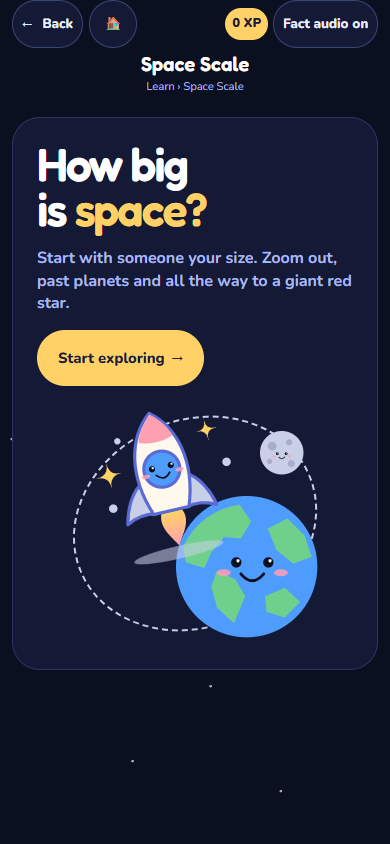 ← Back
0 XP
Fact audio on
Space Scale
Learn › Space Scale
How big
is space?
Start with someone your size. Zoom out,
past planets and all the way to a giant red
star.
Start exploring →